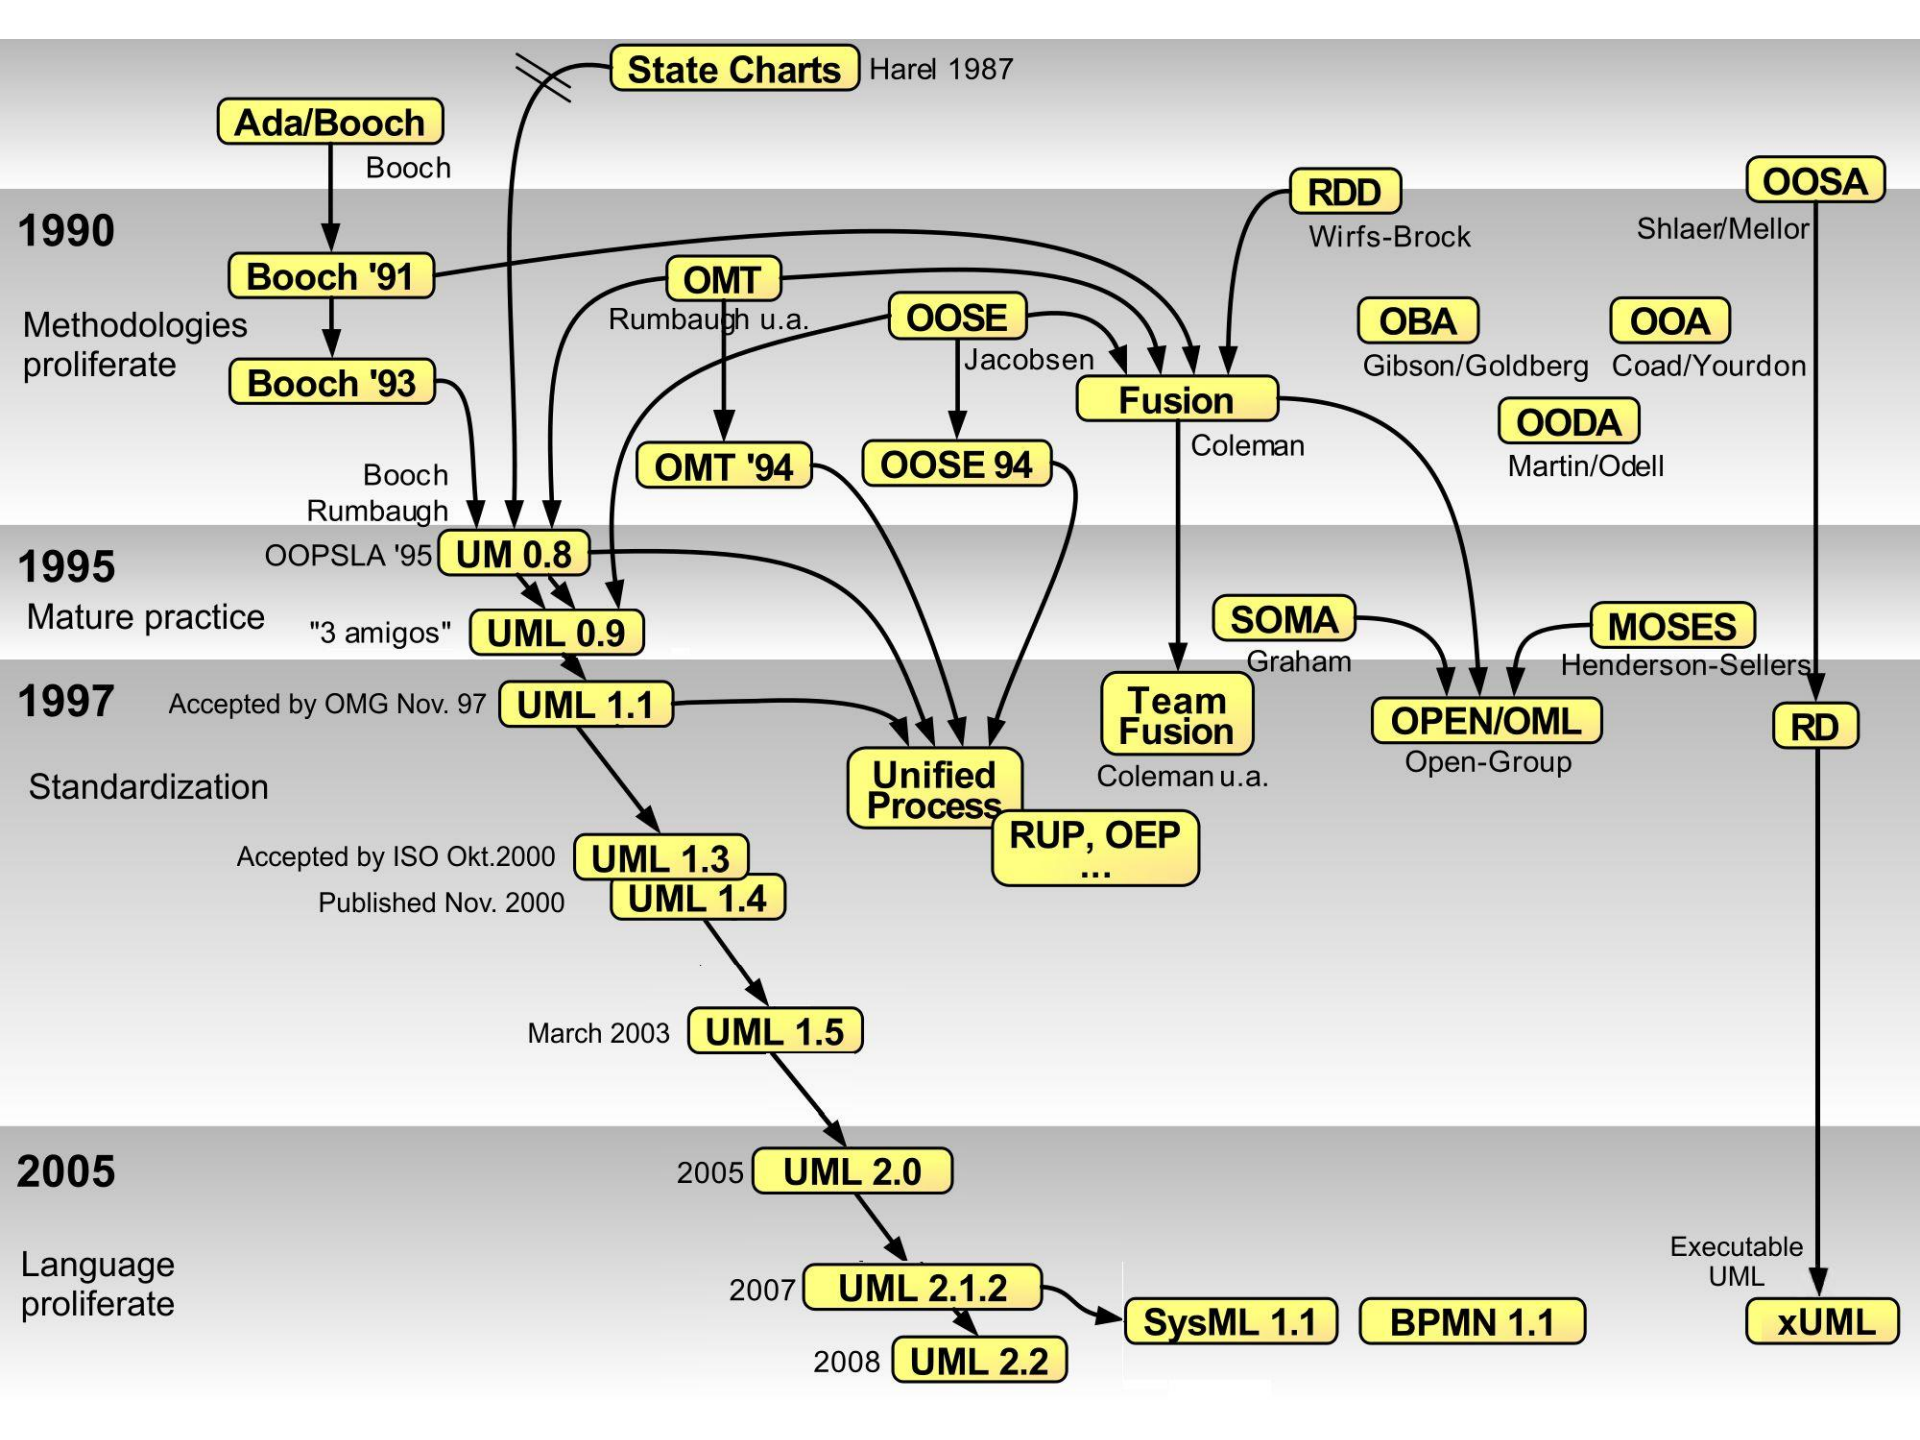 State Charts
Harel 1987
Ada/Booch
Booch
RDD
Wirfs-Brock
OOSA
Shlaer/Mellor
1990
Methodologies
proliferate
Booch '91
OMT
Rumbaugh u.a.
OOSE
Jacobsen
OBA
Gibson/Goldberg
OOA
Coad/Yourdon
Booch '93
Fusion
Coleman
OODA
Martin/Odell
OMT '94
OOSE 94
Booch
Rumbaugh
OOPSLA '95
UM 0.8
1995
Mature practice
"3 amigos"
UML 0.9
SOMA
Graham
MOSES
Henderson-Sellers
1997
Standardization
Accepted by OMG Nov. 97
UML 1.1
Team
Fusion
Coleman u.a.
OPEN/OML
Open-Group
RD
Unified
Process
RUP, OEP
...
Accepted by ISO Okt.2000
UML 1.3
Published Nov. 2000
UML 1.4
March 2003
UML 1.5
2005
Language
proliferate
2005
UML 2.0
2007
UML 2.1.2
2008
UML 2.2
SysML 1.1
BPMN 1.1
Executable
UML
xUML